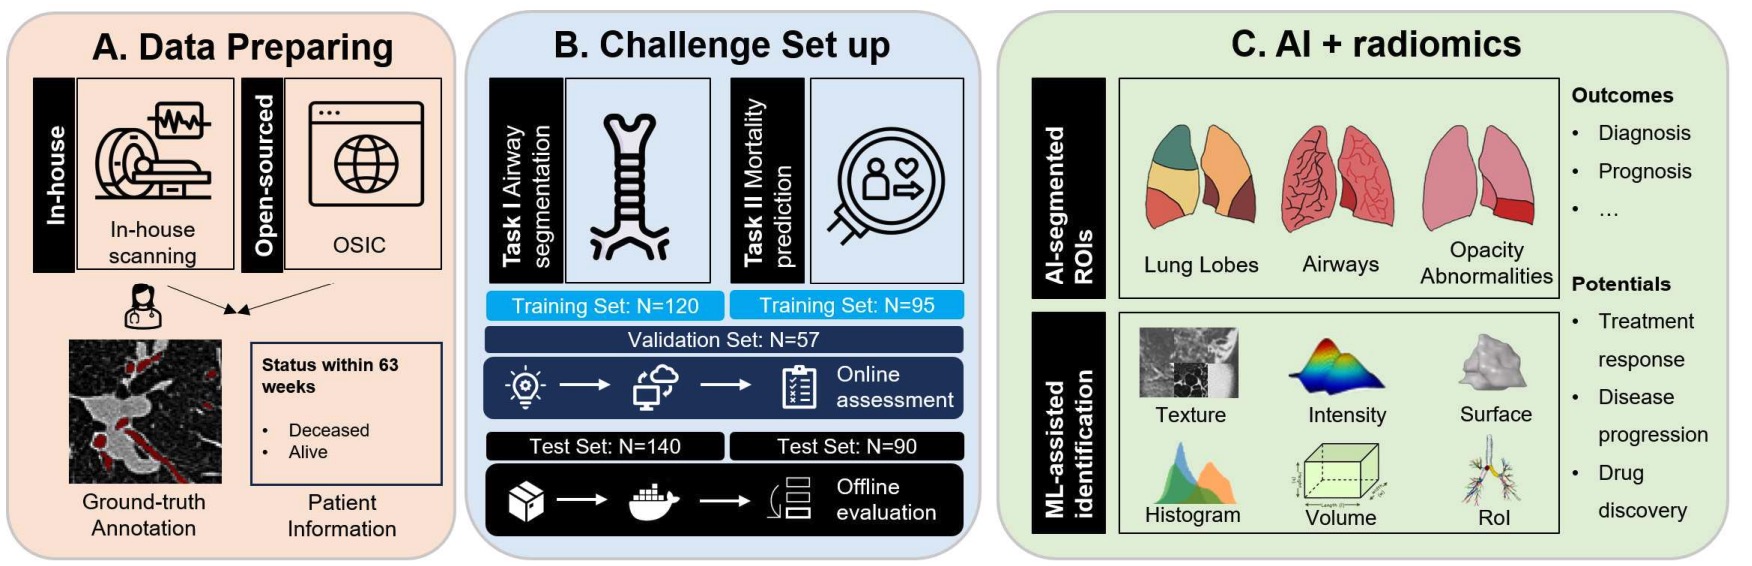 A. Data Preparing
In-house
In-house
scanning
Open-sourced
OSIC
Ground-truth
Annotation
Status within 63
weeks
• Deceased
• Alive
Patient
Information
B. Challenge Set up
Task I Airway
segmentation
Task II Mortality
prediction
Training Set: N=120
Training Set: N=95
Validation Set: N=57
Online
assessment
Test Set: N=140
Test Set: N=90
Offline
evaluation
C. AI + radiomics
AI-segmented
ROIs
Lung Lobes
Airways
Opacity
Abnormalities
ML-assisted
identification
Texture
Intensity
Surface
Histogram
Length (l)
Volume
RoI
Outcomes
• Diagnosis
• Prognosis
• …
Potentials
• Treatment
response
• Disease
progression
• Drug
discovery